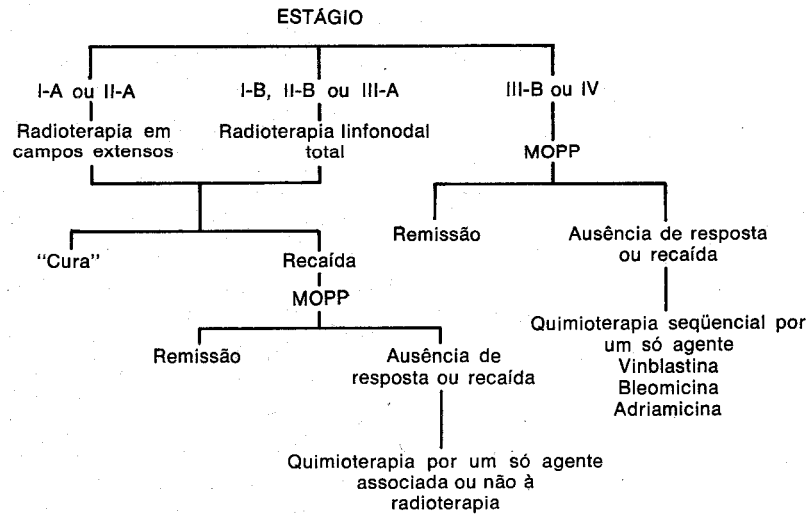 ESTÁGIO
I-A ou II-A
I-B, II-B ou III-A
III-B ou IV
Radioterapia em
campos extensos
Radioterapia linfonodal
total
MOPP
Remissão
Ausência de resposta
ou recaída
"Cura"
Recaída
MOPP
Remissão
Ausência de
resposta ou recaída
Quimioterapia seqüencial por
um só agente
Vinblastina
Bleomicina
Adriamicina
Quimioterapia por um só agente
associada ou não à
radioterapia